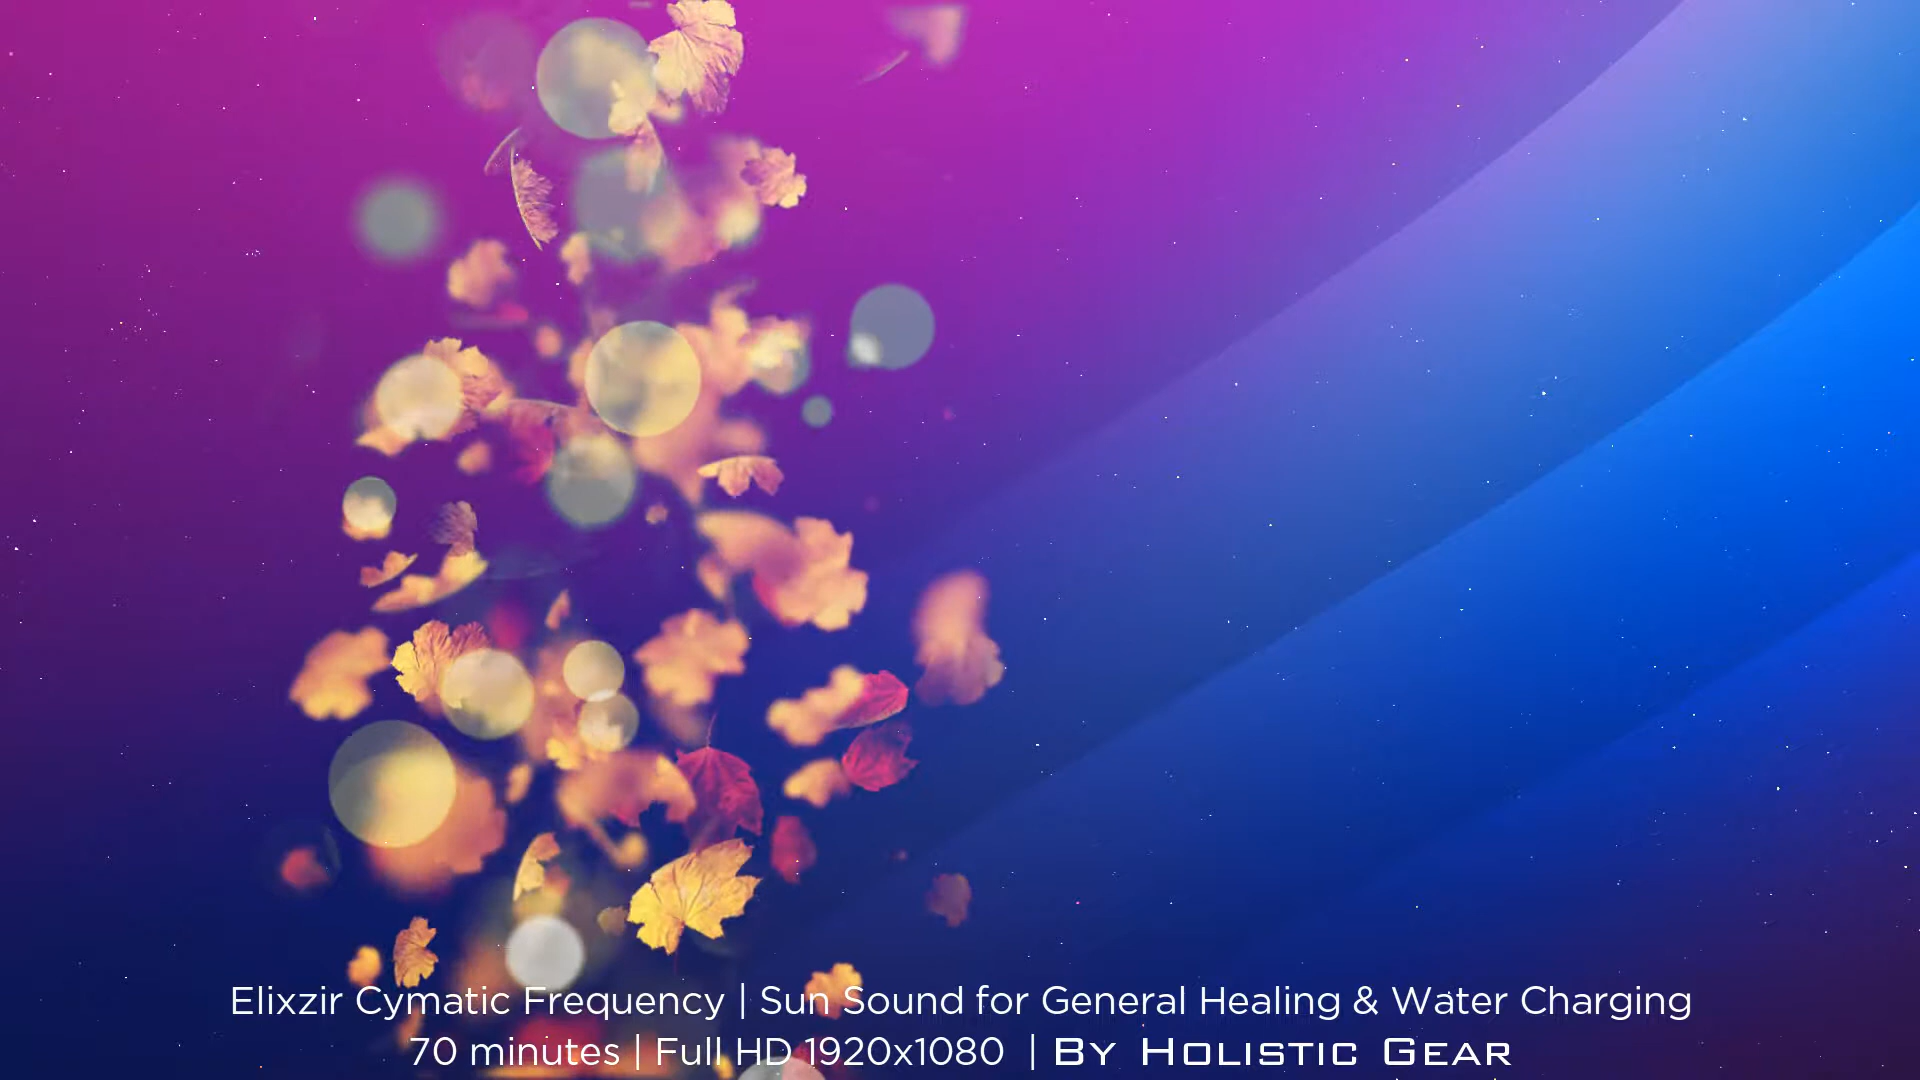 Elixzir Cymatic Frequency | Sun Sound for General Healing & Water Charging
70 minutes | Full HD 1920x1080 | By Holistic Gear